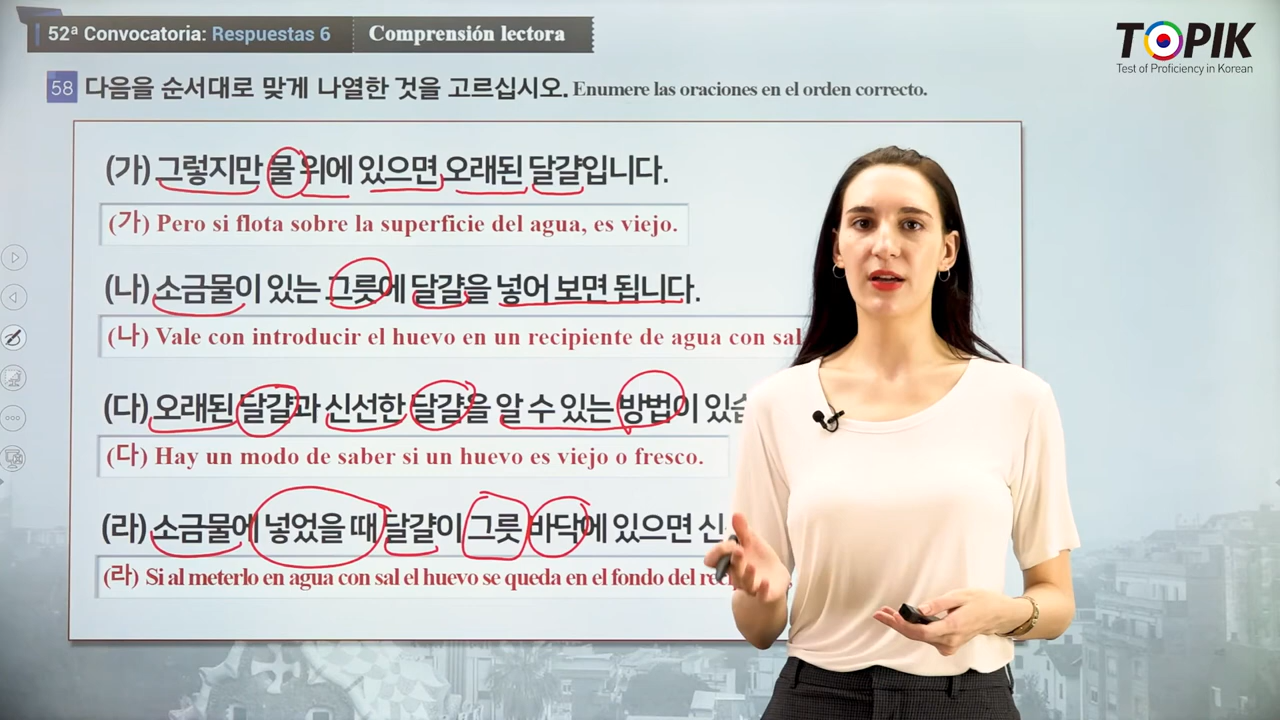 52ª Convocatoria: Respuestas 6 Comprensión lectora
TOPIK
Test of Proficiency in Korean
58 다음을 순서대로 맞게 나열한 것을 고르십시오. Enumere las oraciones en el orden correcto.
(가) 그렇지만 물 위에 있으면 오래된 달걀입니다.
(가) Pero si flota sobre la superficie del agua, es viejo.
(나) 소금물이 있는 그릇에 달걀을 넣어 보면 됩니다.
(나) Vale con introducir el huevo en un recipiente de agua con sal
(다) 오래된 달걀과 신선한 달걀을 알 수 있는 방법이
(다) Hay un modo de saber si un huevo es viejo o fresco.
(라) 소금물에 넣었을 때 달걀이 그릇 바닥에 있으면
(라) Si al meterlo en agua con sal el huevo se queda en el fondo del